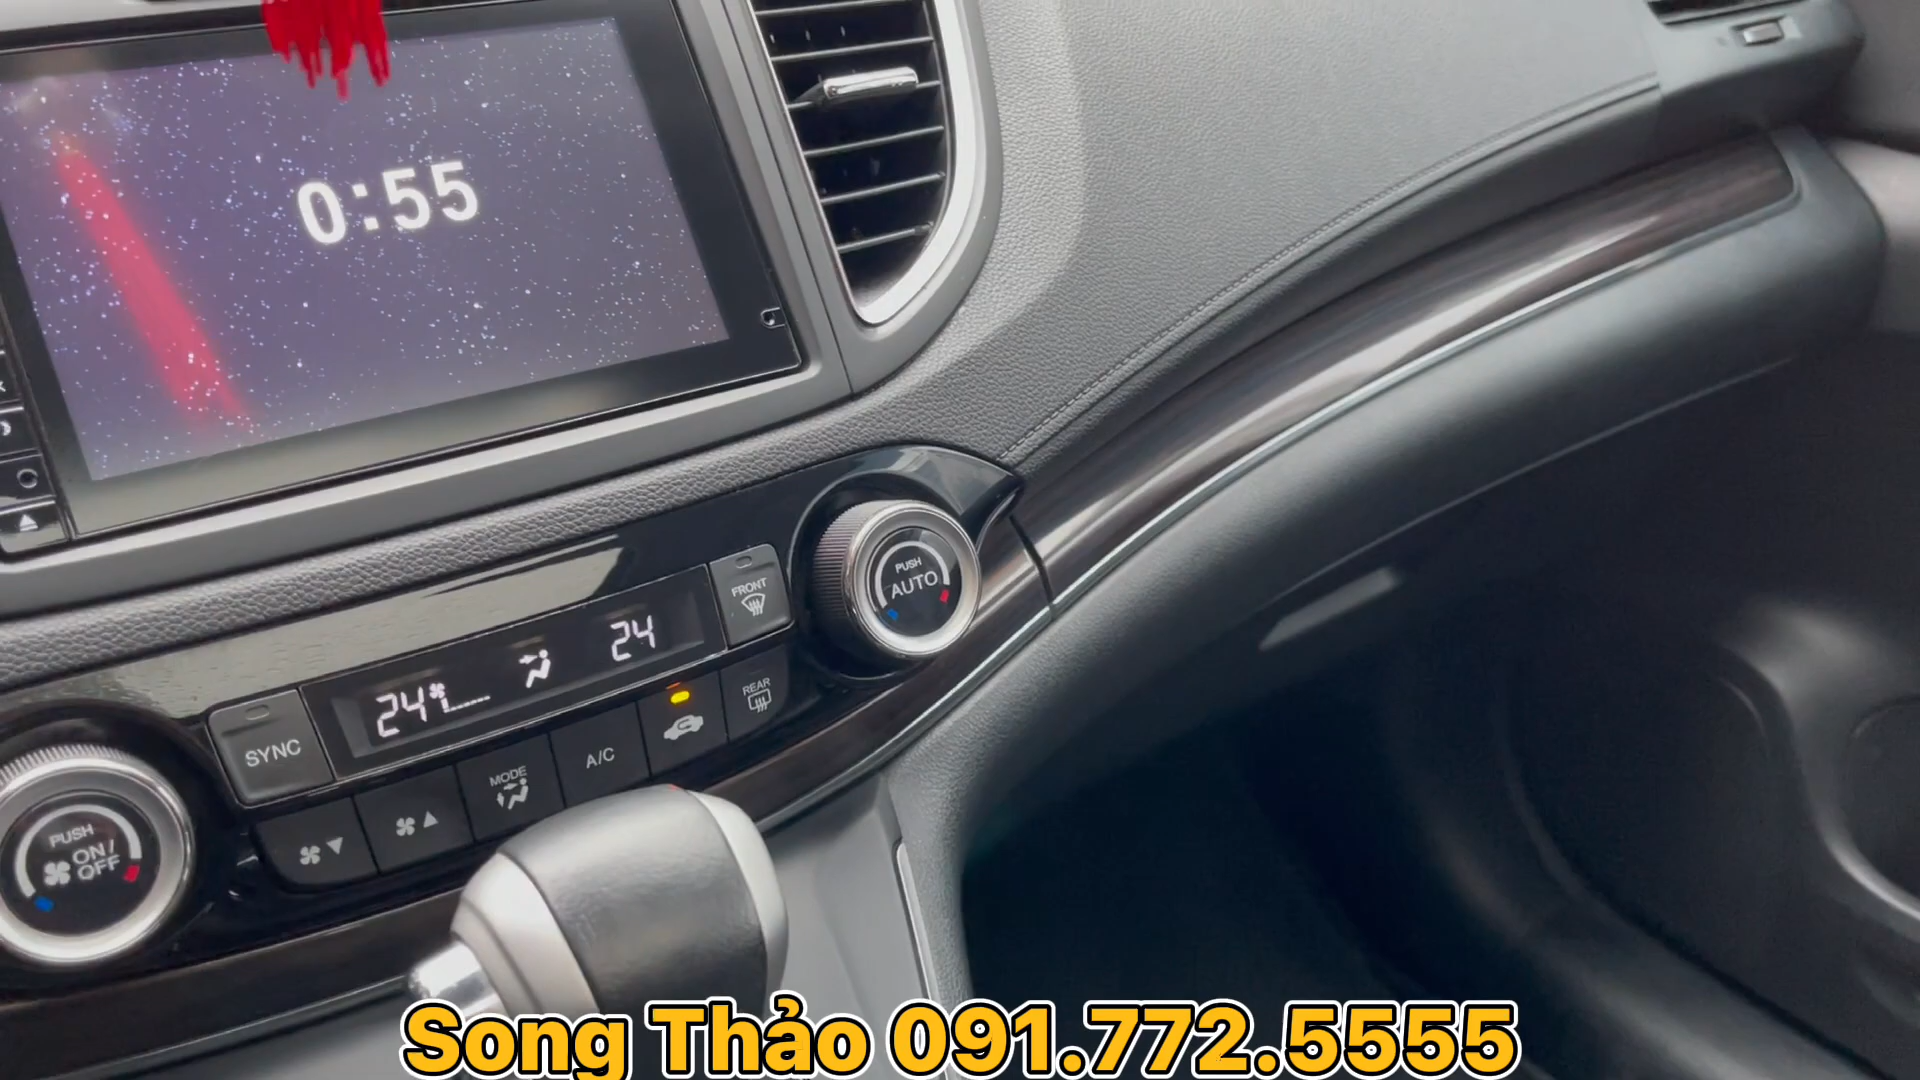 0:55
FRONT
PUSH
AUTO
24
24
SYNC
REAR
A/C
MODE
PUSH
ON/
OFF
Song Thảo 091.772.5555